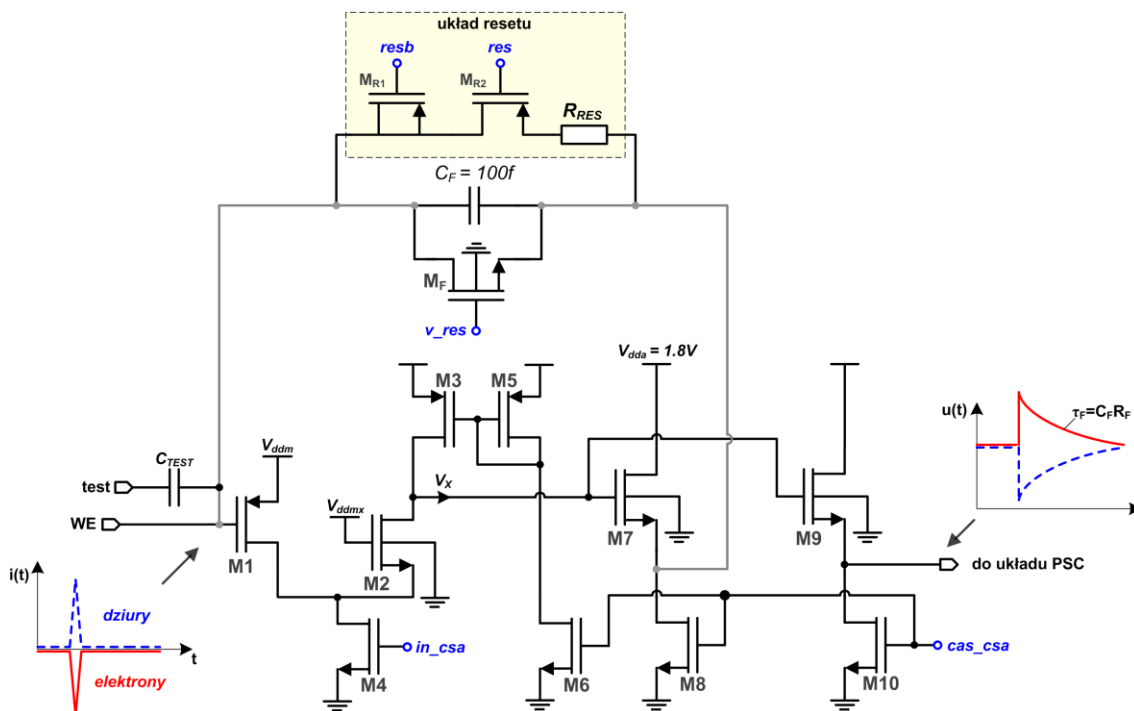 układ resetu
resb
res
MR1
MR2
RRES
CF = 100f
MF
v_res
Vdda = 1.8V
M3
M5
u(t)
τF=CFRF
CTEST
Vddm
test
VX
Vddmx
WE
M7
M9
t
M1
M2
do układu PSC
i(t)
dziury
in_csa
cas_csa
t
elektrony
M4
M6
M8
M10